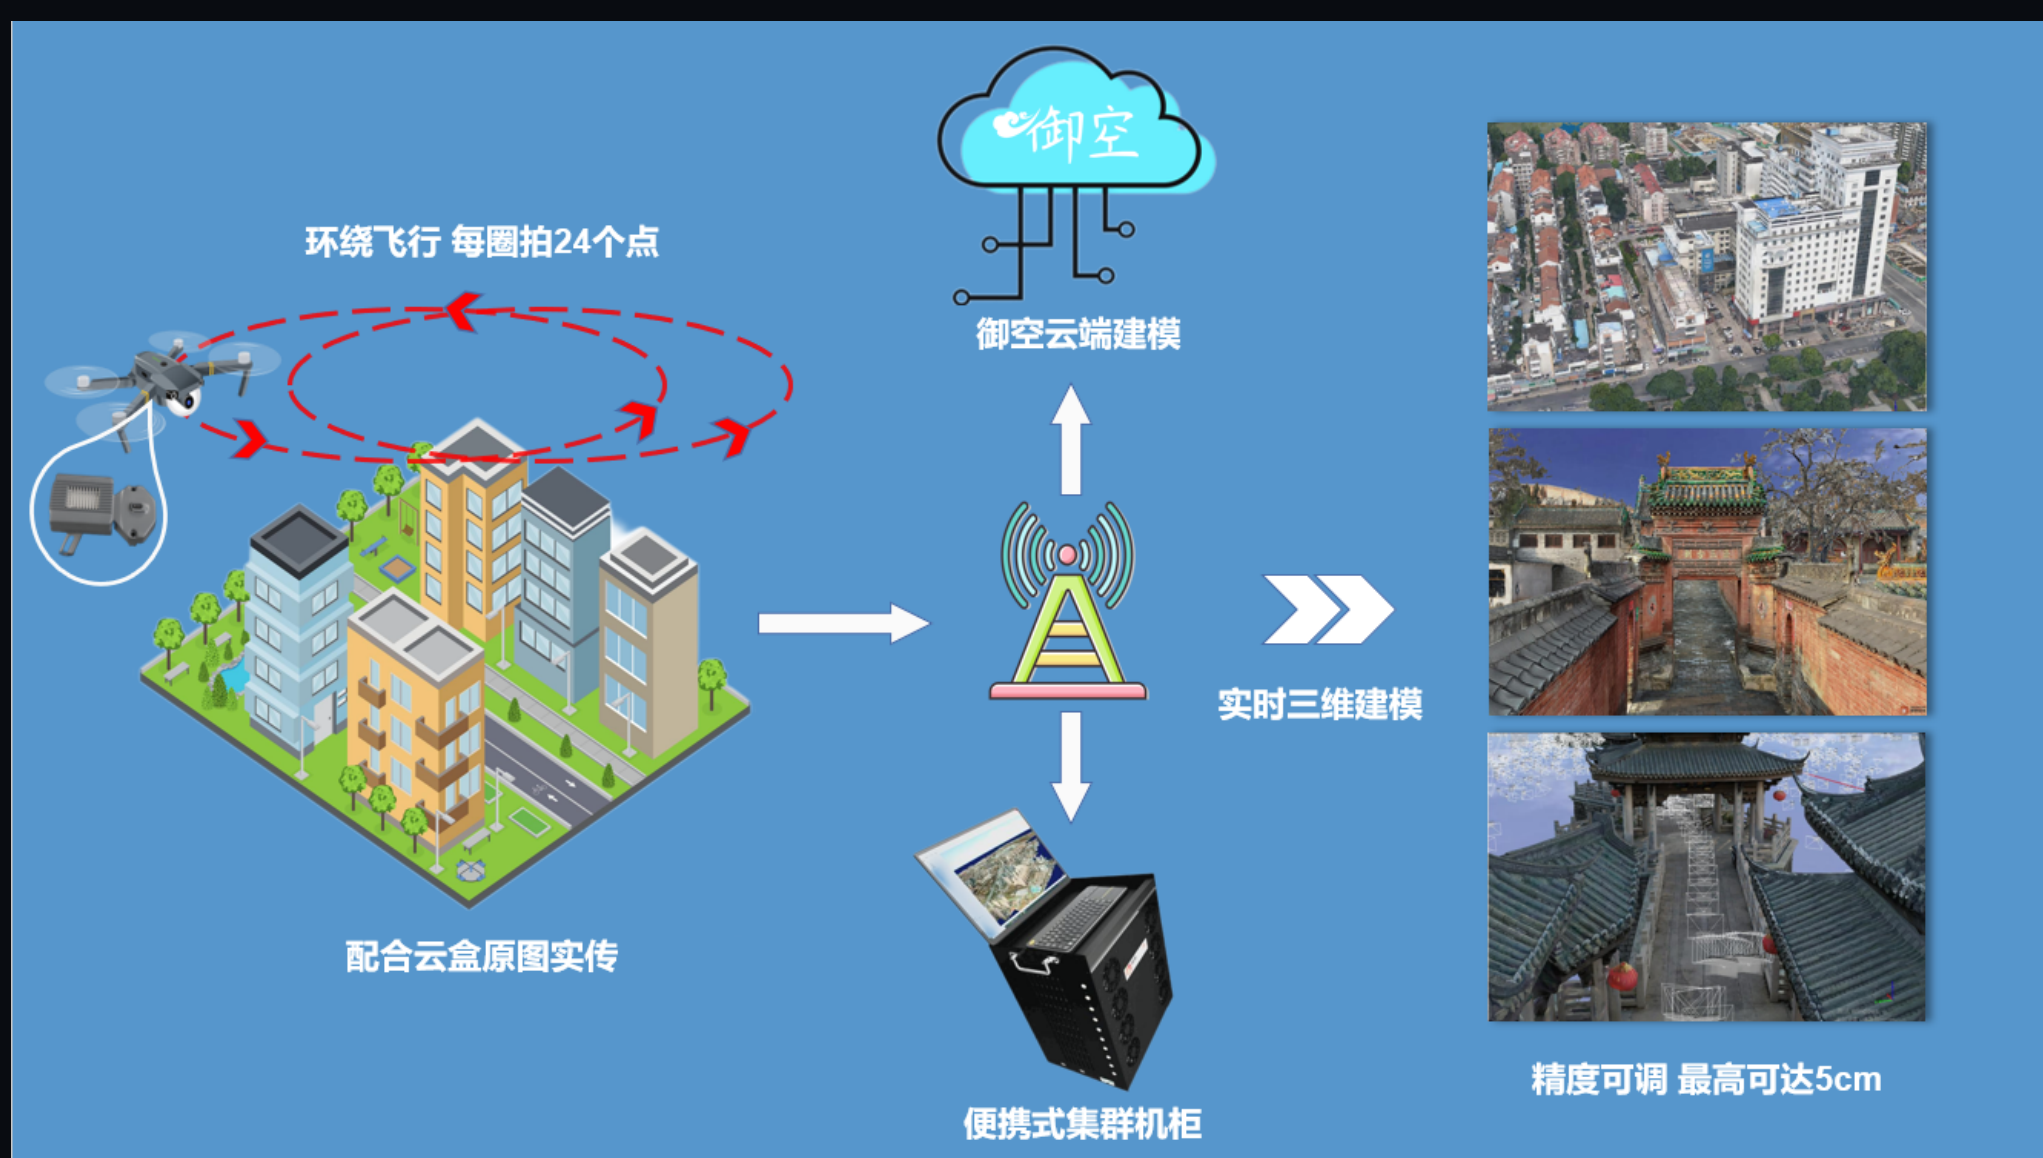 御空
环绕飞行 每圈拍24个点
御空云端建模
实时三维建模
配合云盒原图实传
精度可调 最高可达5cm
便携式集群机柜